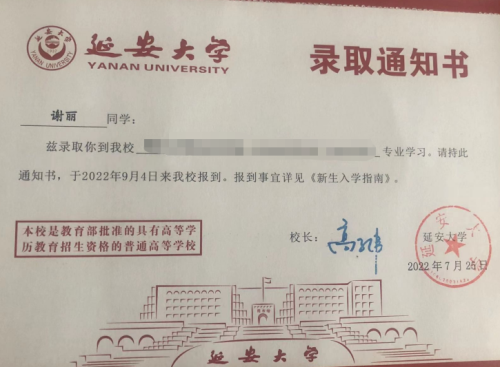 延安大学
YANAN UNIVERSITY
录取通知书
谢丽 同学:
兹录取你到我校 专业学习。请持此
通知书,于2022年9月4日来我校报到。报到事宜详见《新生入学指南》。
本校是教育部批准的具有高等学
历教育招生资格的普通高等学校
校长:
延安大学
2022年7月25日
延安大学